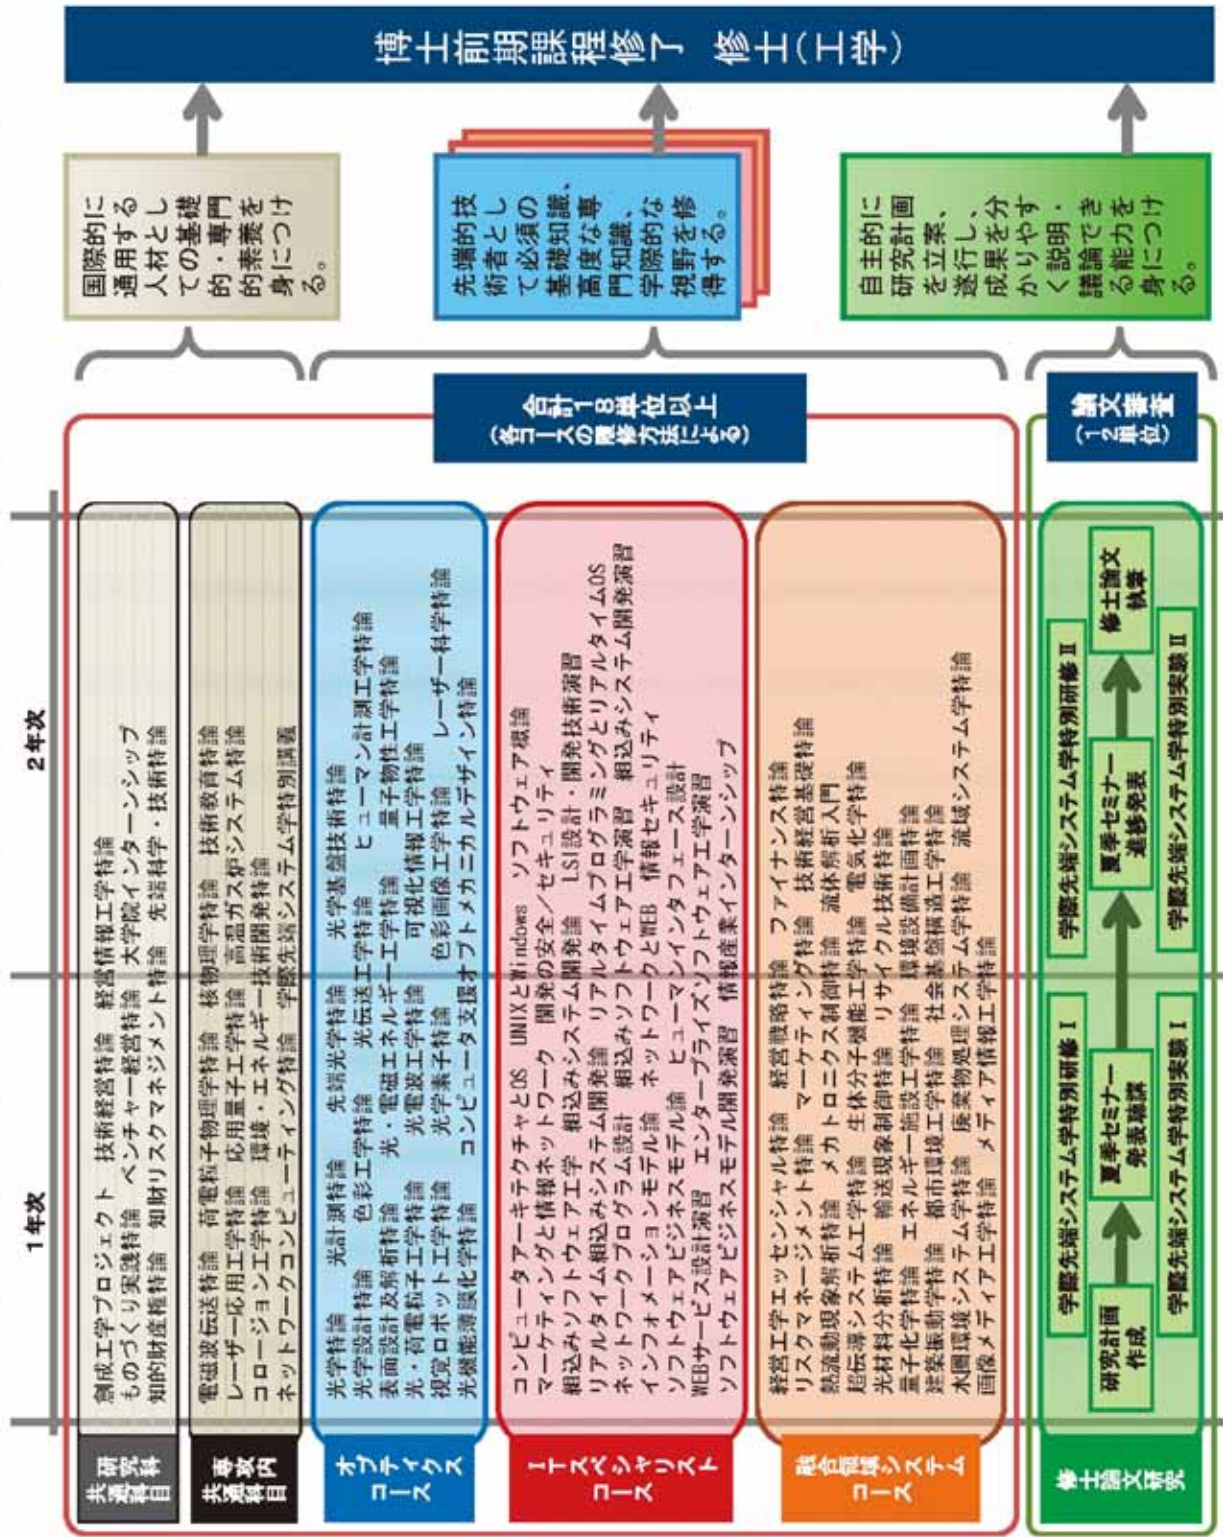 1年次
2年次
研究科
共通科目
創成工学プロジェクト 技術経営特論 経営情報工学特論
ものづくり実践特論 ベンチャー経営特論 大学院インターンシップ
知的財産権特論 知財リスクマネジメント特論 先端科学・技術特論
専攻内
共通科目
電磁波伝送特論 荷電粒子物理学特論 核物理学特論 技術教育特論
レーザー応用工学特論 応用量子工学特論 高温ガス炉システム特論
コロージョン工学特論 環境・エネルギー技術開発特論
ネットワークコンピューティング特論 学際先端システム学特別講義
オプティクス
コース
光学特論 光計測特論 先端光学特論 光学基盤技術特論
光学設計特論 色彩工学特論 光伝送工学特論 ヒューマン計測工学特論
表面設計及解析特論 光・電磁エネルギー工学特論 量子物性工学特論
光・荷電粒子工学特論 光電波工学特論 可視化情報工学特論
視覚ロボット工学特論 光学素子特論 色彩画像工学特論 レーザー科学特論
光機能薄膜化学特論 コンピュータ支援オプトメカニカルデザイン特論
ITスペシャリスト
コース
コンピュータアーキテクチャとOS UNIXとWindows ソフトウェア概論
マーケティングと情報ネットワーク 開発の安全/セキュリティ
組込みソフトウェア工学 組込みシステム開発論 LSI設計・開発技術演習
リアルタイム組込みシステム開発論 リアルタイムプログラミングとリアルタイムOS
ネットワークプログラム設計 組込みソフトウェア工学演習 組込みシステム開発演習
インフォメーションモデル論 ネットワークとWEB 情報セキュリティ
ソフトウェアビジネスモデル論 ヒューマンインタフェース設計
WEBサービス設計演習 エンタープライズソフトウェア工学演習
ソフトウェアビジネスモデル開発演習 情報産業インターンシップ
融合領域システム
コース
経営工学エッセンシャル特論 経営戦略特論 ファイナンス特論
リスクマネージメント特論 マーケティング特論 技術経営基礎特論
熱流動現象解析特論 メカトロニクス制御特論 流体解析入門
超伝導システム工学特論 生体分子機能工学特論 電気化学特論
光材料分析特論 輸送現象制御特論 リサイクル技術特論
量子化学特論 エネルギー施設工学特論 環境設備計画特論
建築振動学特論 都市環境工学特論 社会基盤構造工学特論
水圏環境システム学特論 廃棄物処理システム学特論 流域システム学特論
画像メディア工学特論 メディア情報工学特論
修士論文研究
学際先端システム学特別研修Ⅰ
学際先端システム学特別研修Ⅱ
研究計画
作成
夏季セミナー
発表聴講
夏季セミナー
進捗発表
修士論文
執筆
学際先端システム学特別実験Ⅰ
学際先端システム学特別実験Ⅱ
合計18単位以上
(各コースの履修方法による)
論文審査
(12単位)
国際的に
通用する
人材とし
ての基礎
的・専門
的素養を
身につけ
る。
先端的技
術者とし
て必須の
基礎知識、
高度な専
門知識、
学際的な
視野を修
得する。
自主的に
研究計画
を立案、
遂行し、
成果を分
かりやす
く説明・
議論でき
る能力を
身につけ
る。
博士前期課程修了 修士(工学)